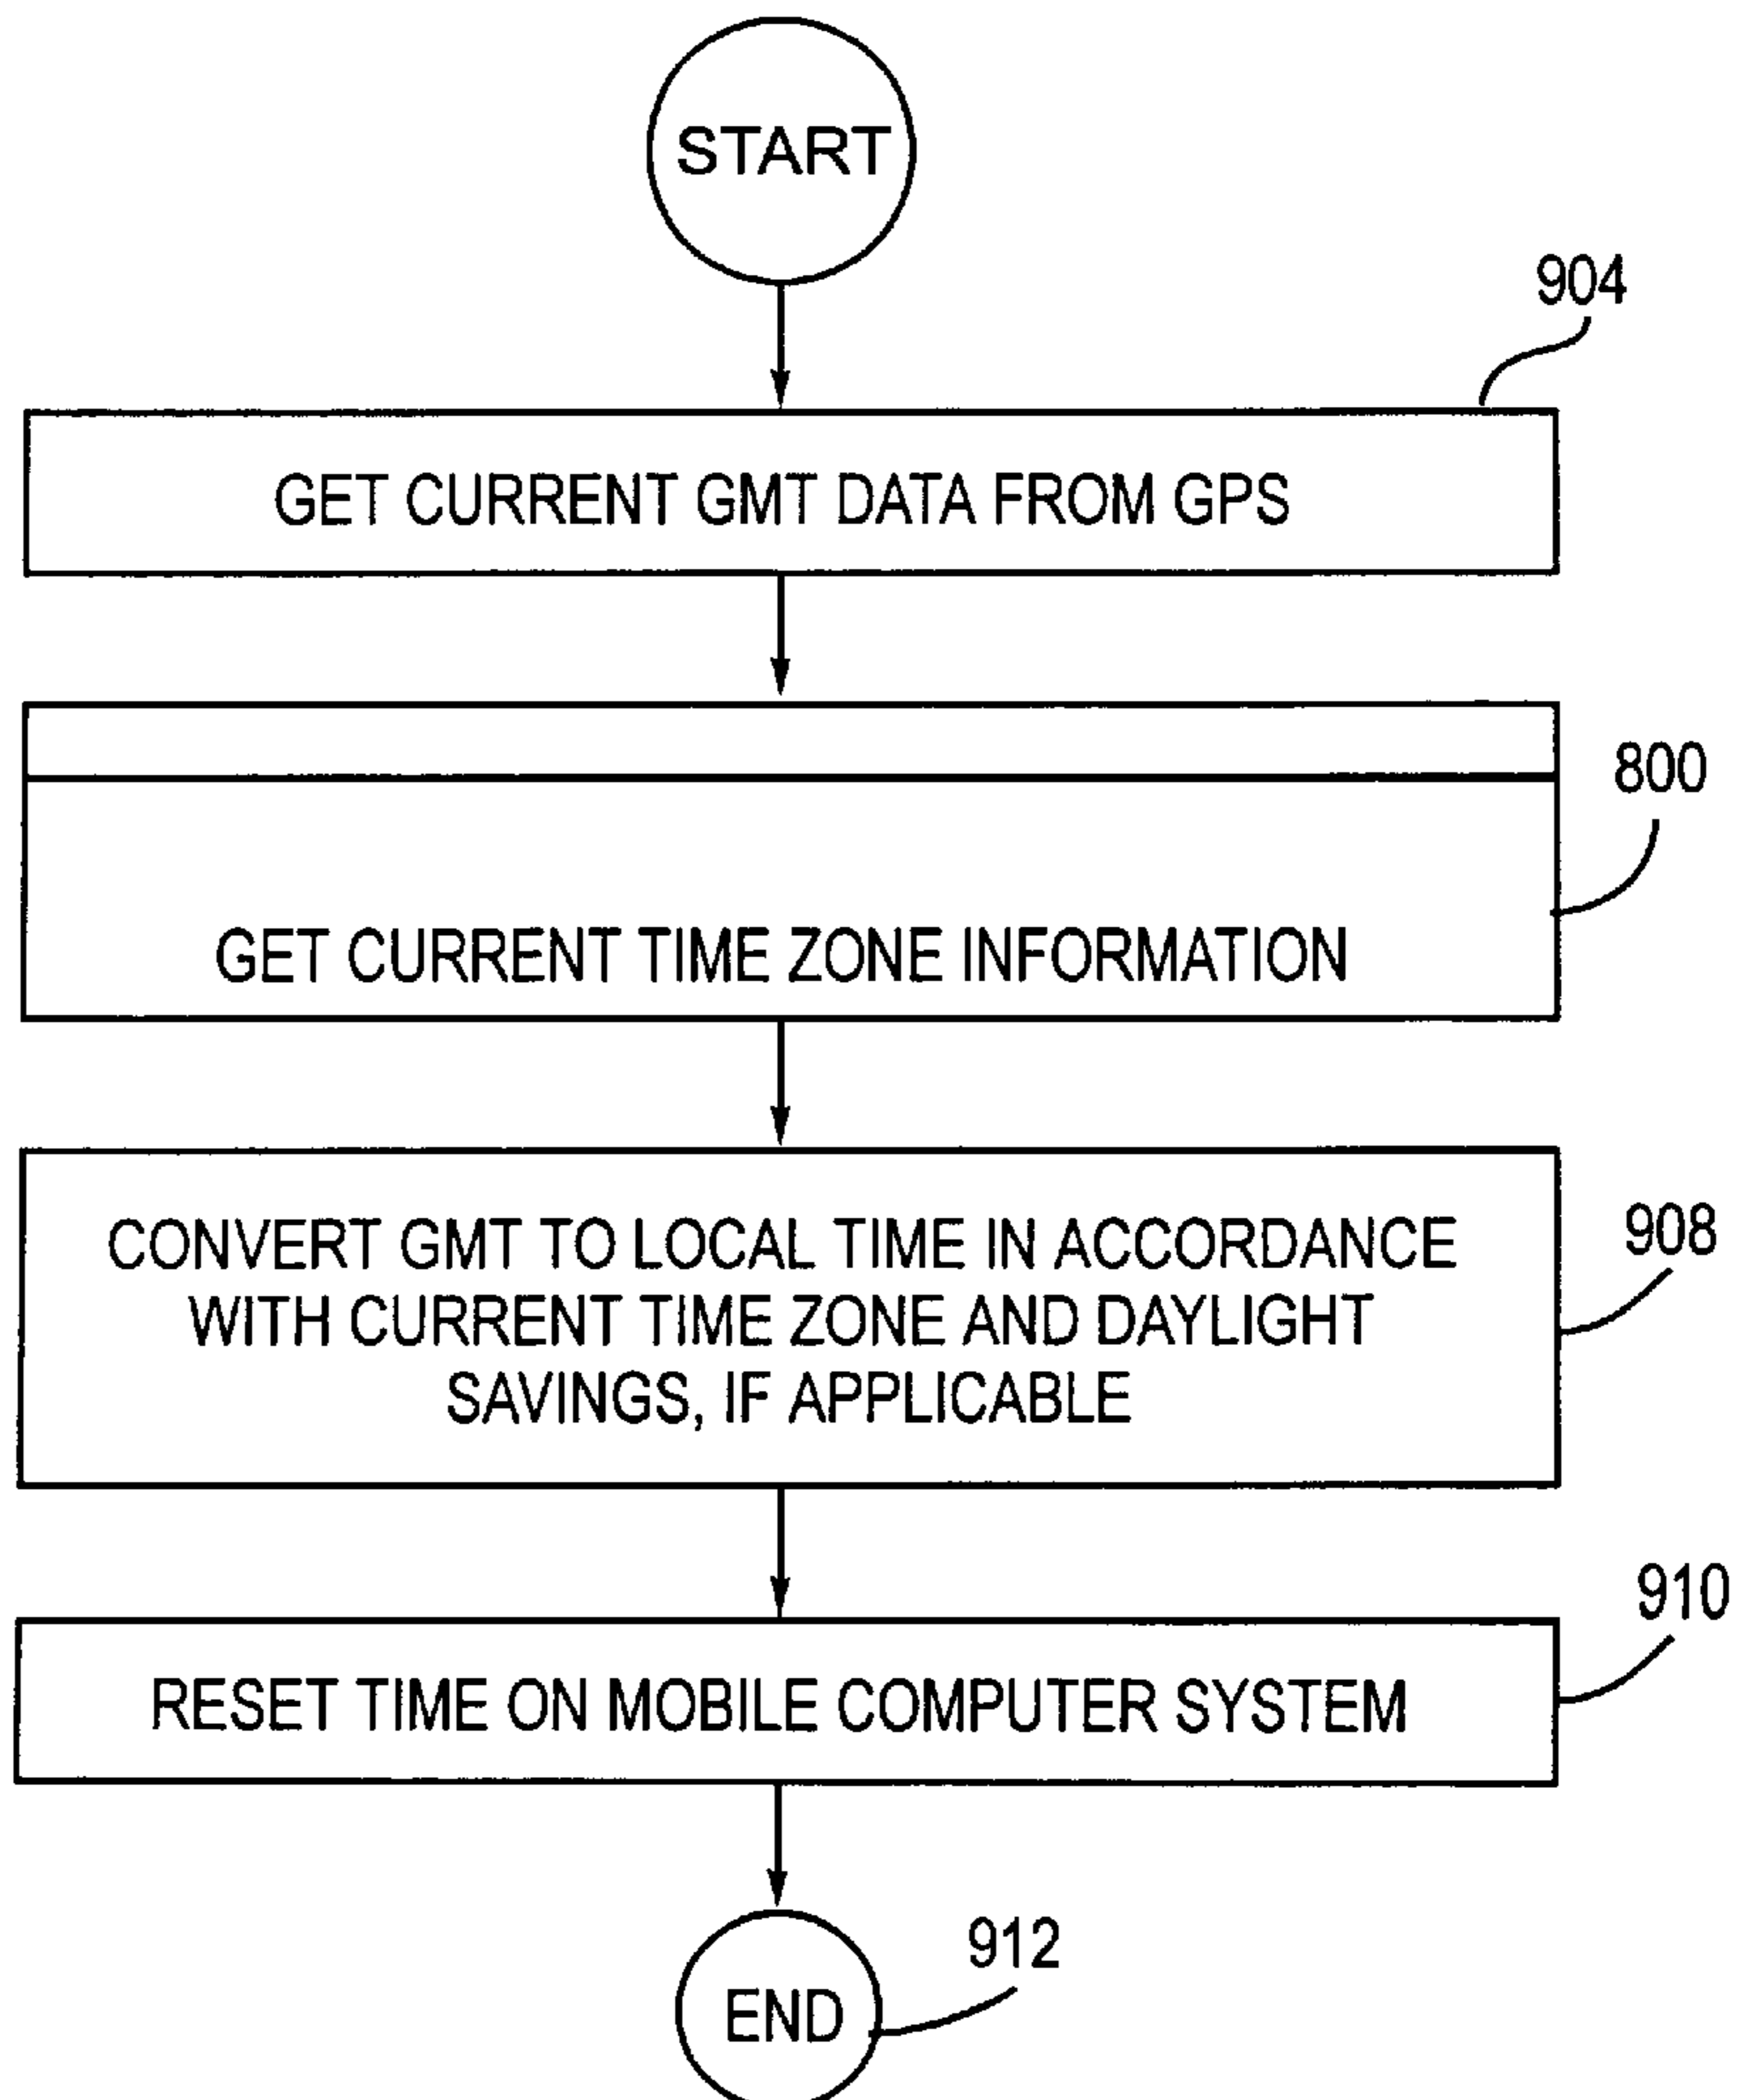 START
904
GET CURRENT GMT DATA FROM GPS
800
GET CURRENT TIME ZONE INFORMATION
908
CONVERT GMT TO LOCAL TIME IN ACCORDANCE
WITH CURRENT TIME ZONE AND DAYLIGHT
SAVINGS, IF APPLICABLE
910
RESET TIME ON MOBILE COMPUTER SYSTEM
912
END